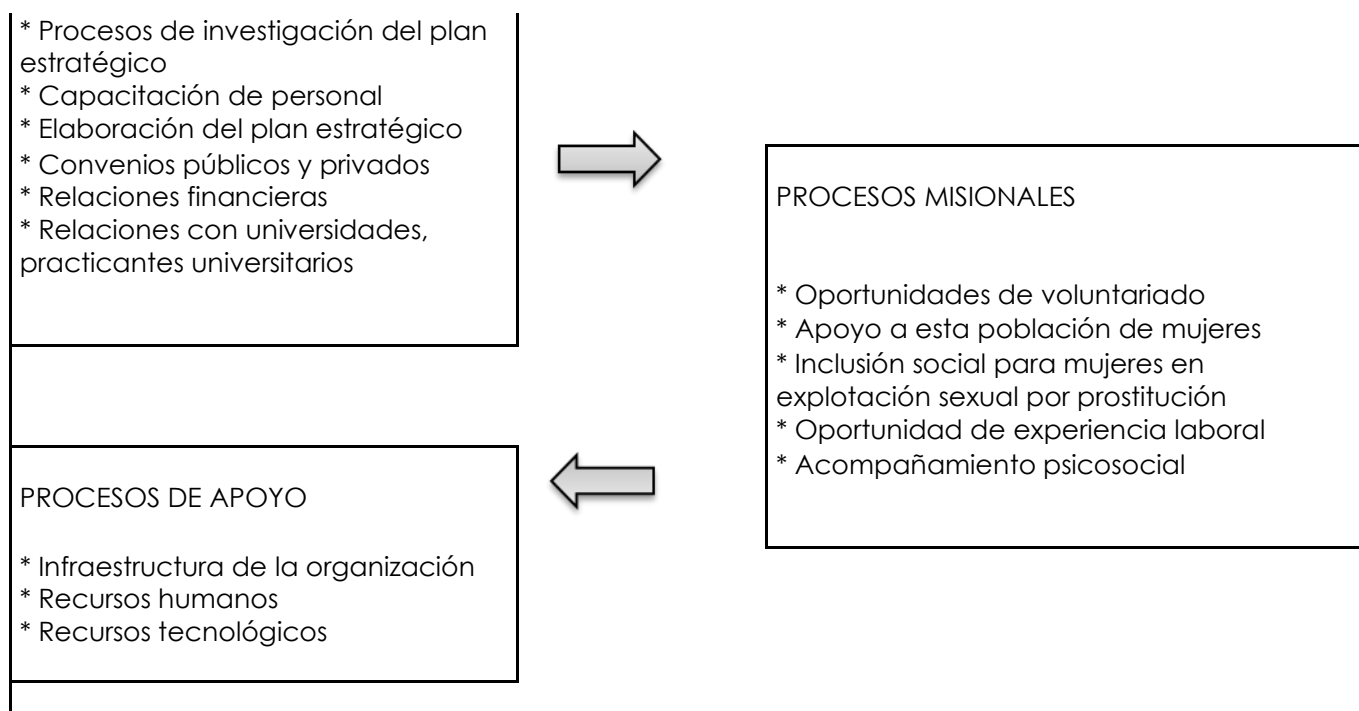 * Procesos de investigación del plan
estratégico
* Capacitación de personal
* Elaboración del plan estratégico
* Convenios públicos y privados
* Relaciones financieras
* Relaciones con universidades,
practicantes universitarios
PROCESOS MISIONALES
* Oportunidades de voluntariado
* Apoyo a esta población de mujeres
* Inclusión social para mujeres en
explotación sexual por prostitución
* Oportunidad de experiencia laboral
* Acompañamiento psicosocial
PROCESOS DE APOYO
* Infraestructura de la organización
* Recursos humanos
* Recursos tecnológicos